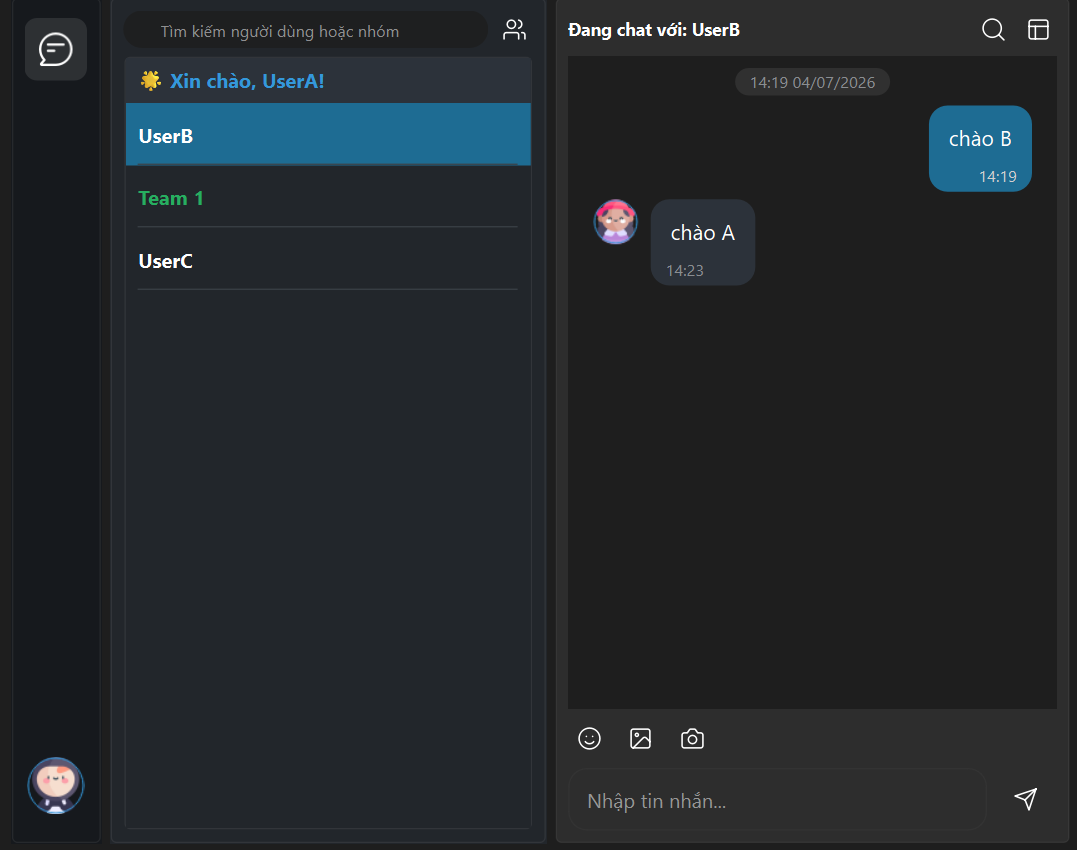 Tìm kiếm người dùng hoặc nhóm
🌟 Xin chào, UserA!
UserB
Team 1
UserC
Đang chat với: UserB
14:19 04/07/2026
chào B
14:19
chào A
14:23
Nhập tin nhắn...